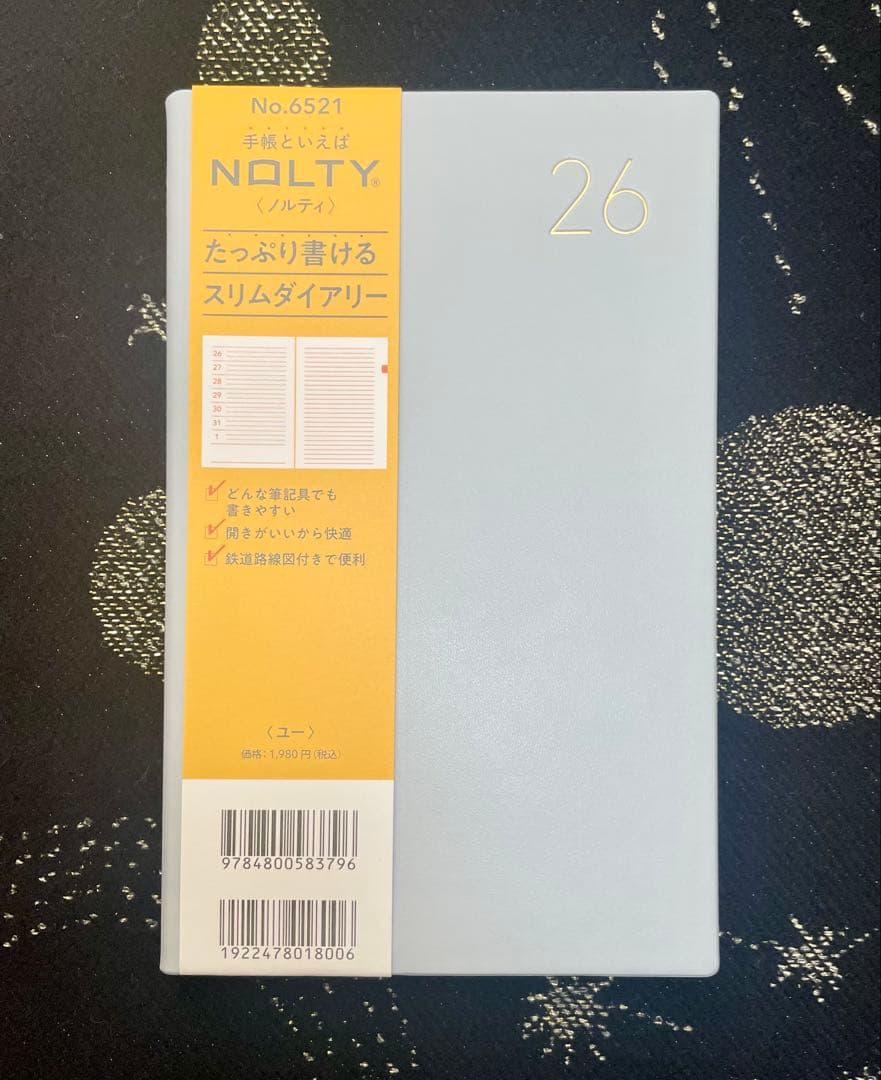 No.6521
手帳といえば
NOLTY®
〈ノルティ〉
たっぷり書ける
スリムダイアリー
26
27
28
29
30
31
1
どんな筆記具でも
書きやすい
開きがいいから快適
鉄道路線図付きで便利
〈ユー〉
価格:1,980円(税込)
9784800583796
1922478018006
26